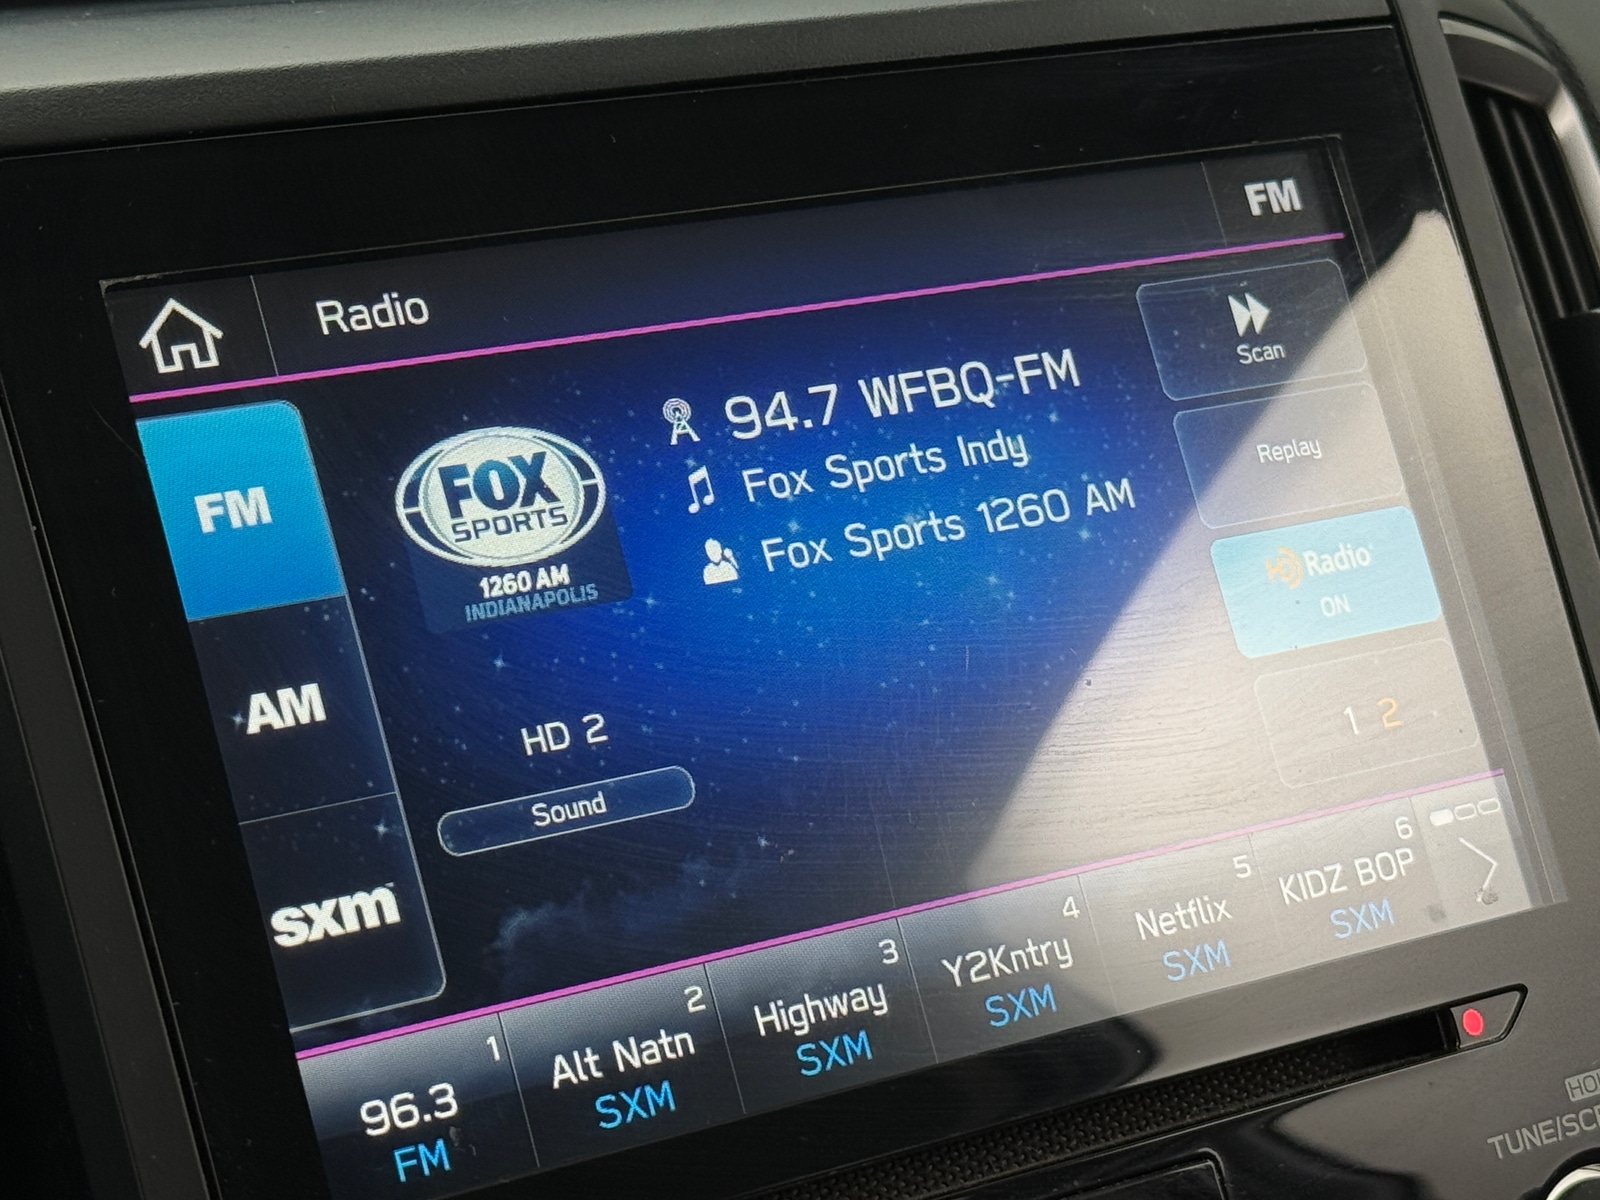 Radio
FM
FM
AM
sxm
FOX
SPORTS
1260 AM
INDIANAPOLIS
94.7 WFBQ-FM
Fox Sports Indy
Fox Sports 1260 AM
HD 2
Sound
Scan
Replay
HD Radio
ON
1 2
1
96.3
FM
2
Alt Natn
SXM
3
Highway
SXM
4
Y2Kntry
SXM
5
Netflix
SXM
6
KIDZ BOP
SXM